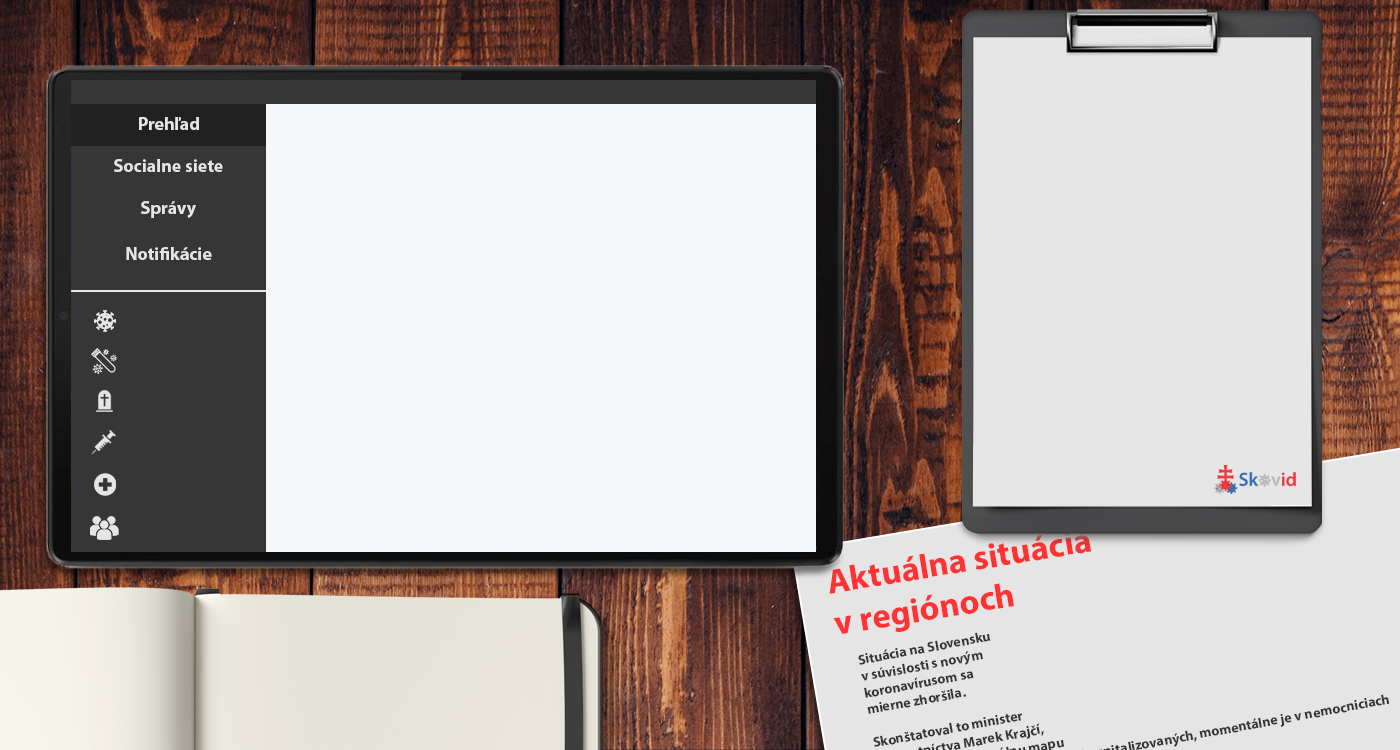 Prehľad
Socialne siete
Správy
Notifikácie
Skovid
Aktuálna situácia
v regiónoch
Situácia na Slovensku
v súvislosti s novým
koronavírusom sa
mierne zhoršila.
Skonštatoval to minister
Marek Krajčí,
mapu
momentálne je v nemocniciach